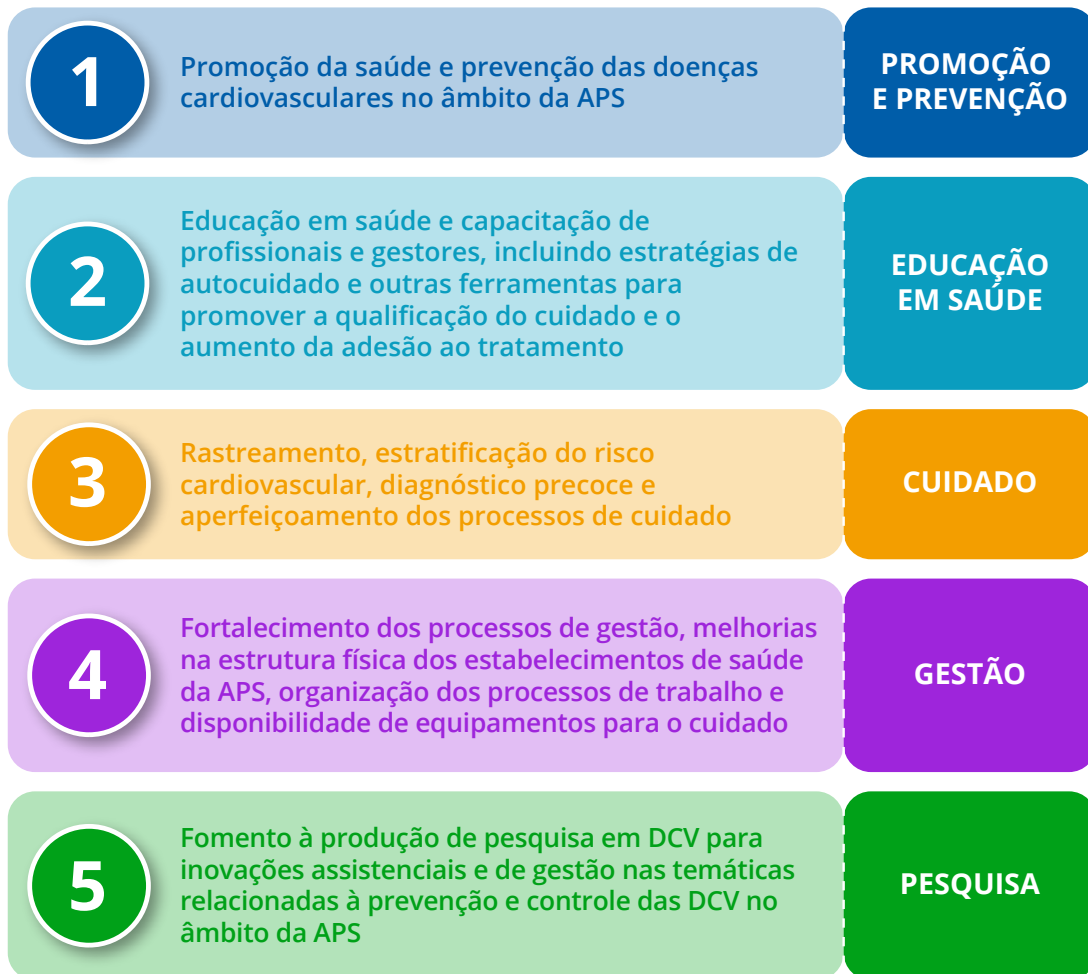 1
Promoção da saúde e prevenção das doenças
cardiovasculares no âmbito da APS
PROMOÇÃO
E PREVENÇÃO
2
Educação em saúde e capacitação de
profissionais e gestores, incluindo estratégias de
autocuidado e outras ferramentas para
promover a qualificação do cuidado e o
aumento da adesão ao tratamento
EDUCAÇÃO
EM SAÚDE
3
Rastreamento, estratificação do risco
cardiovascular, diagnóstico precoce e
aperfeiçoamento dos processos de cuidado
CUIDADO
4
Fortalecimento dos processos de gestão, melhorias
na estrutura física dos estabelecimentos de saúde
da APS, organização dos processos de trabalho e
disponibilidade de equipamentos para o cuidado
GESTÃO
5
Fomento à produção de pesquisa em DCV para
inovações assistenciais e de gestão nas temáticas
relacionadas à prevenção e controle das DCV no
âmbito da APS
PESQUISA